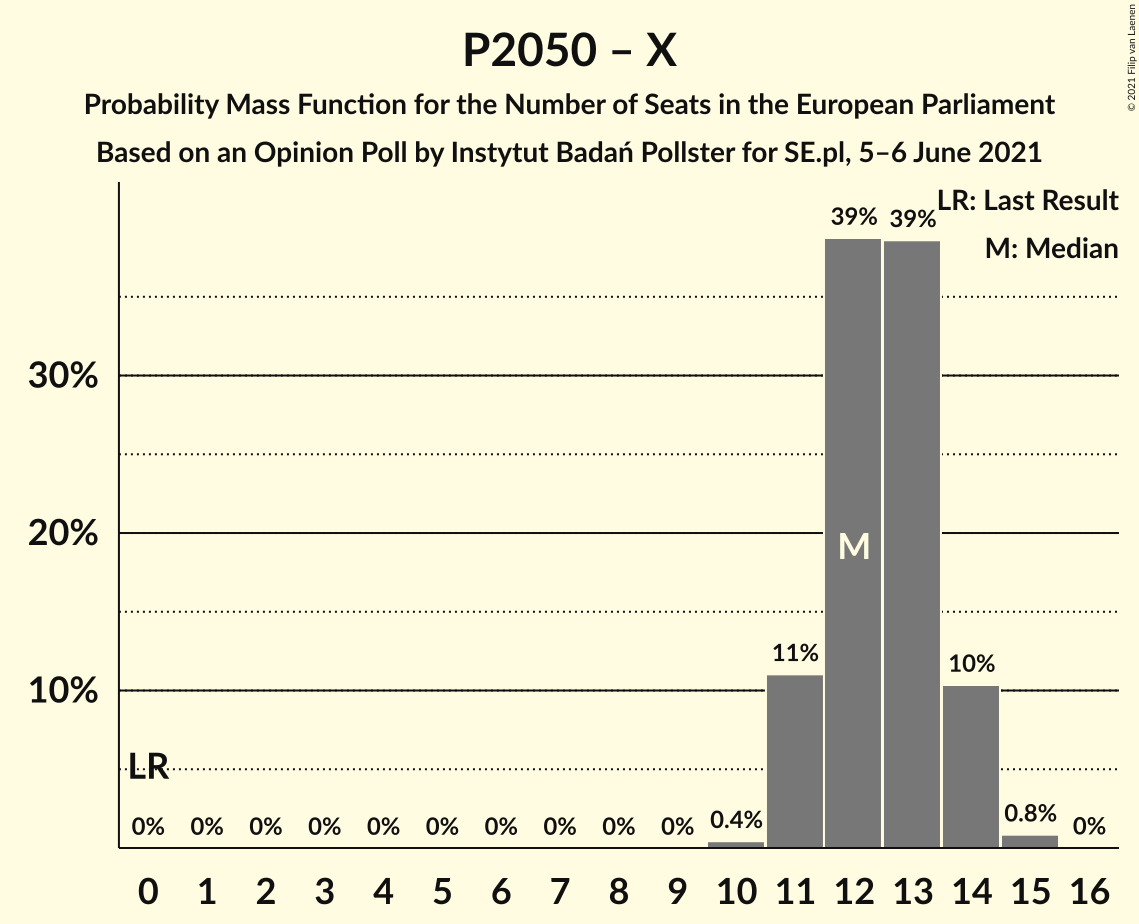 P2050 – X
Probability Mass Function for the Number of Seats in the European Parliament
Based on an Opinion Poll by Instytut Badań Pollster for SE.pl, 5–6 June 2021
© 2021 Filip van Laenen
LR: Last Result
M: Median
39% 39%
30%
20%
M
11% 10%
10%
LR
0% 0% 0% 0% 0% 0% 0% 0% 0% 0% 0.4% 0.8% 0%
0 1 2 3 4 5 6 7 8 9 10 11 12 13 14 15 16